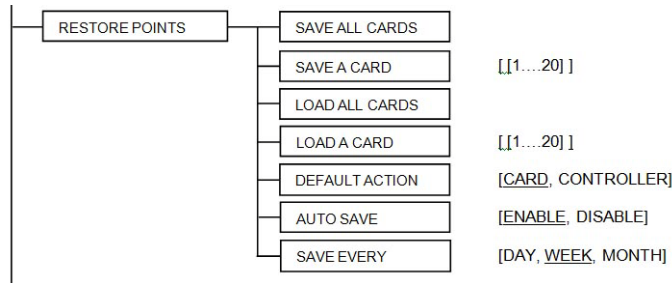 RESTORE POINTS
SAVE ALL CARDS
SAVE A CARD [ [1....20] ]
LOAD ALL CARDS
LOAD A CARD [ [1....20] ]
DEFAULT ACTION [CARD, CONTROLLER]
AUTO SAVE [ENABLE, DISABLE]
SAVE EVERY [DAY, WEEK, MONTH]